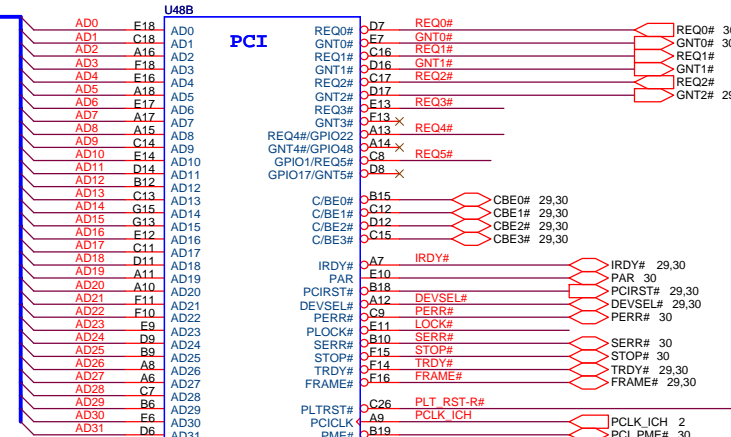 U48B
PCI
AD0 E18 AD0 REQ0# D7 REQ0# REQ0#
AD1 C18 AD1 GNT0# E7 GNT0# GNT0#
AD2 A16 AD2 REQ1# C16 REQ1# REQ1#
AD3 F18 AD3 GNT1# D16 GNT1# GNT1#
AD4 E16 AD4 REQ2# C17 REQ2# REQ2#
AD5 A18 AD5 GNT2# D17 GNT2#
AD6 E17 AD6 REQ3# E13 REQ3#
AD7 A17 AD7 GNT3# F13
AD8 A15 AD8 REQ4#/GPIO22 A13 REQ4#
AD9 C14 AD9 GNT4#/GPIO48 A14
AD10 E14 AD10 GPIO1/REQ5# C8 REQ5#
AD11 D14 AD11 GPIO17/GNT5# D8
AD12 B12 AD12
AD13 C13 AD13 C/BE0# B15 CBE0# 29,30
AD14 G15 AD14 C/BE1# C12 CBE1# 29,30
AD15 G13 AD15 C/BE2# D12 CBE2# 29,30
AD16 E12 AD16 C/BE3# C15 CBE3# 29,30
AD17 C11 AD17
AD18 D11 AD18 IRDY# A7 IRDY# IRDY# 29,30
AD19 A11 AD19 PAR E10 PAR 30
AD20 A10 AD20 PCIRST# B18 PCIRST# 29,30
AD21 F11 AD21 DEVSEL# A12 DEVSEL# DEVSEL# 29,30
AD22 F10 AD22 PERR# C9 PERR# PERR# 30
AD23 E9 AD23 PLOCK# E11 LOCK#
AD24 D9 AD24 SERR# B10 SERR# SERR# 30
AD25 B9 AD25 STOP# F15 STOP# STOP# 30
AD26 A8 AD26 TRDY# F14 TRDY# TRDY# 29,30
AD27 A6 AD27 FRAME# F16 FRAME# FRAME# 29,30
AD28 C7 AD28
AD29 B6 AD29 PLTRST# C26 PLT_RST-R#
AD30 E6 AD30 PCICLK A9 PCLK_ICH PCLK_ICH 2
AD31 D6 AD31 PME# B19 PCI_PME# 30